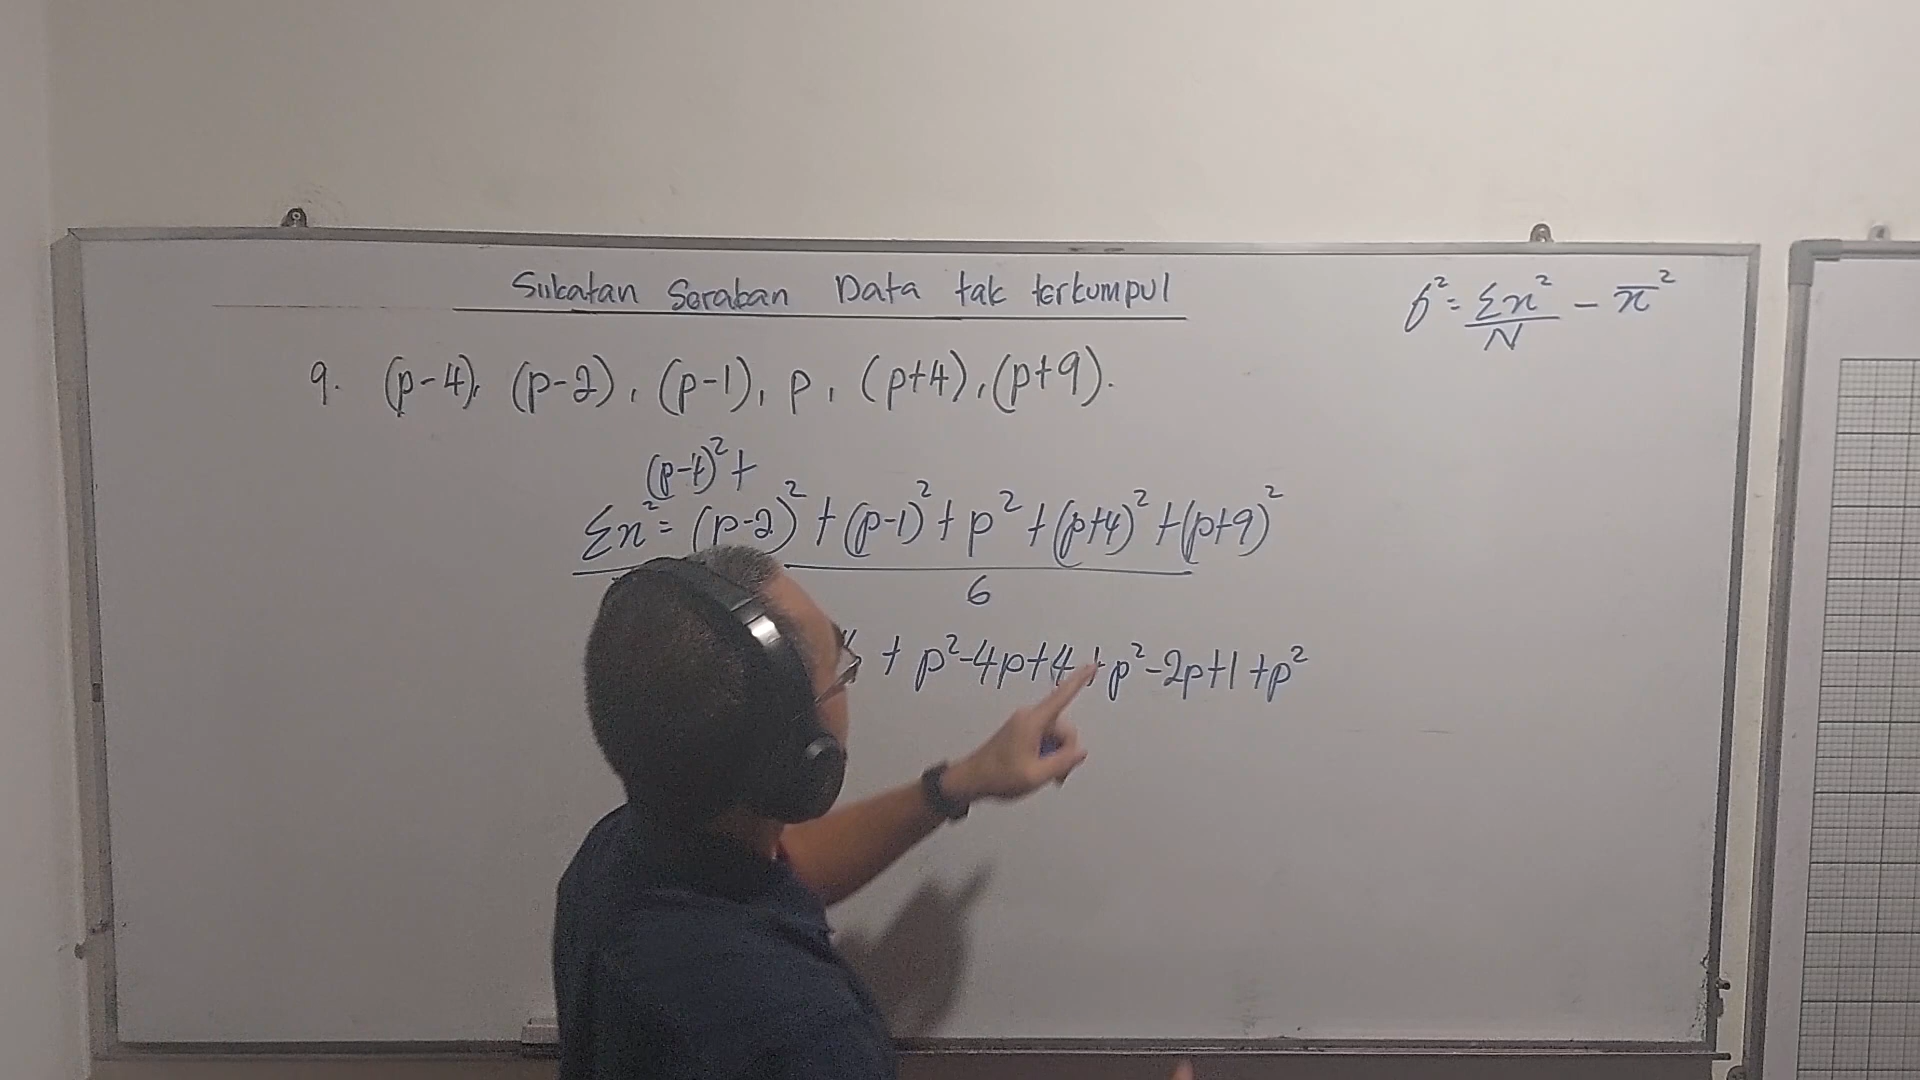 Sukatan Serakan Data tak terkumpul
σ² = Σx²/N - x̄²
9. (p-4), (p-2), (p-1), p, (p+4), (p+9).
(p-4)² +
Σx² = (p-2)² + (p-1)² + p² + (p+4)² + (p+9)²
6
+ p²-4p+4 + p²-2p+1 + p²